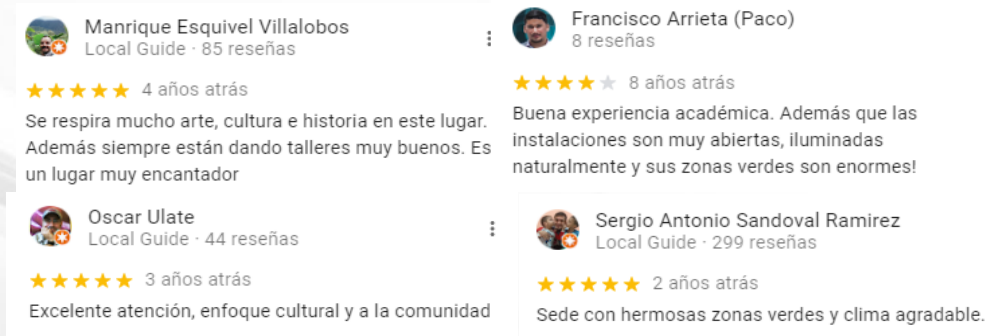 Manrique Esquivel Villalobos
Local Guide · 85 reseñas
4 años atrás
Se respira mucho arte, cultura e historia en este lugar.
Además siempre están dando talleres muy buenos. Es
un lugar muy encantador
Francisco Arrieta (Paco)
8 reseñas
8 años atrás
Buena experiencia académica. Además que las
instalaciones son muy abiertas, iluminadas
naturalmente y sus zonas verdes son enormes!
Oscar Ulate
Local Guide · 44 reseñas
3 años atrás
Excelente atención, enfoque cultural y a la comunidad
Sergio Antonio Sandoval Ramirez
Local Guide · 299 reseñas
2 años atrás
Sede con hermosas zonas verdes y clima agradable.